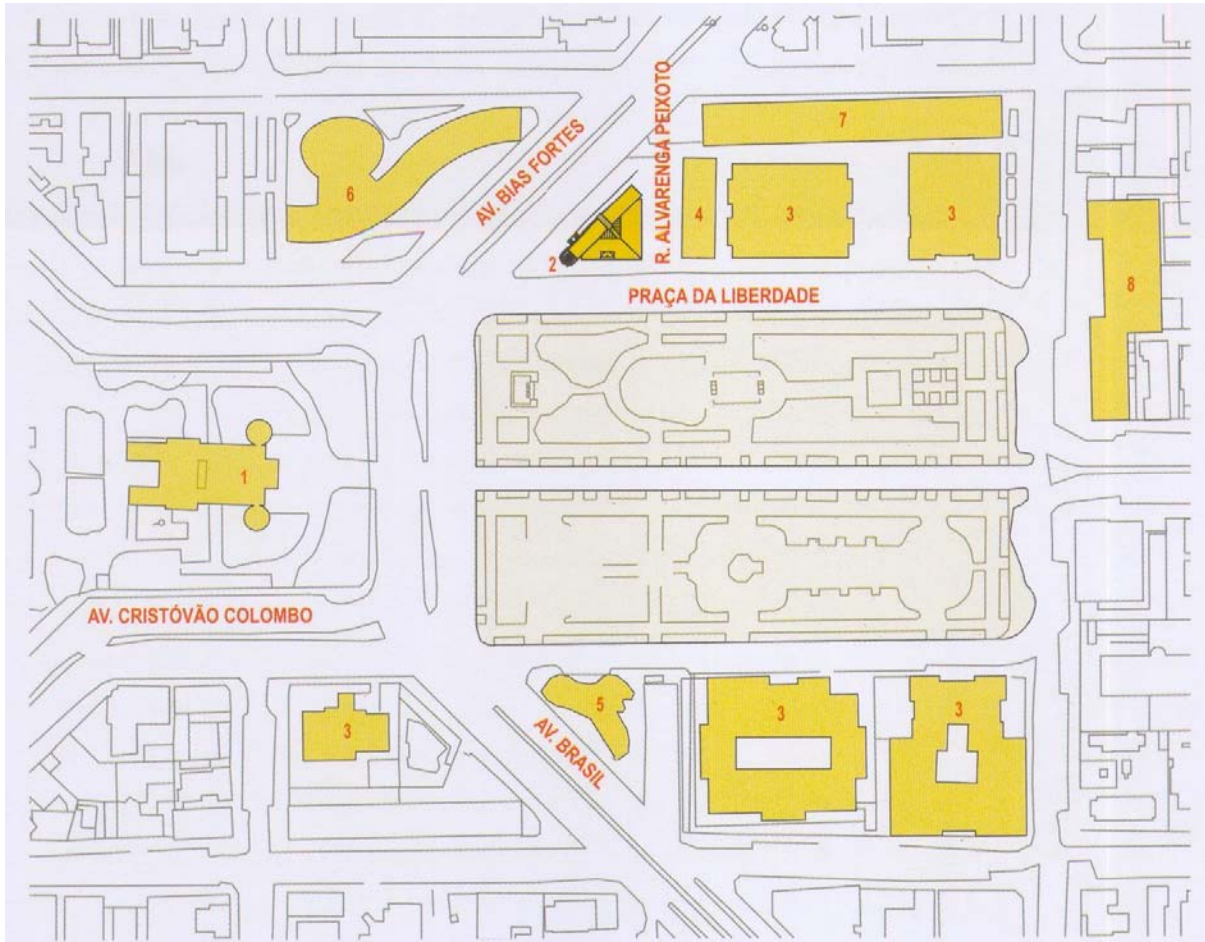 R. ALVARENGA PEIXOTO
7
AV. BIAS FORTES
6
4
3
3
2
PRAÇA DA LIBERDADE
8
1
AV. CRISTÓVÃO COLOMBO
5
3
3
3
AV. BRASIL